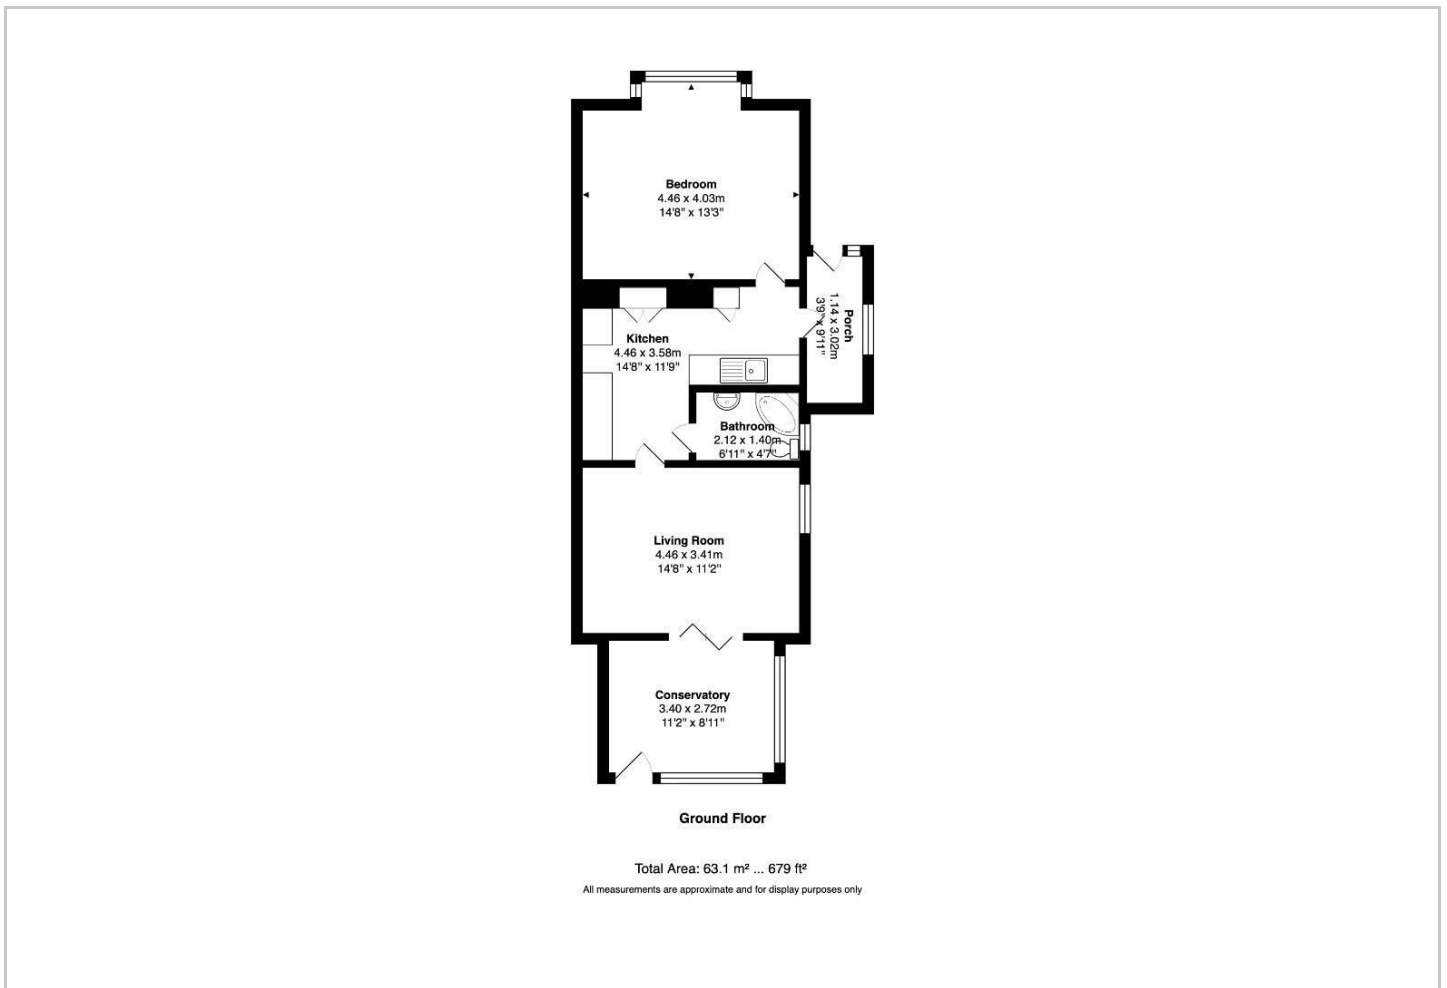 Bedroom
4.46 x 4.03m
14'8" x 13'3"
Porch
1.14 x 3.02m
3'9" x 9'11"
Kitchen
4.46 x 3.58m
14'8" x 11'9"
Bathroom
2.12 x 1.40m
6'11" x 4'7"
Living Room
4.46 x 3.41m
14'8" x 11'2"
Conservatory
3.40 x 2.72m
11'2" x 8'11"
Ground Floor
Total Area: 63.1 m² ... 679 ft²
All measurements are approximate and for display purposes only